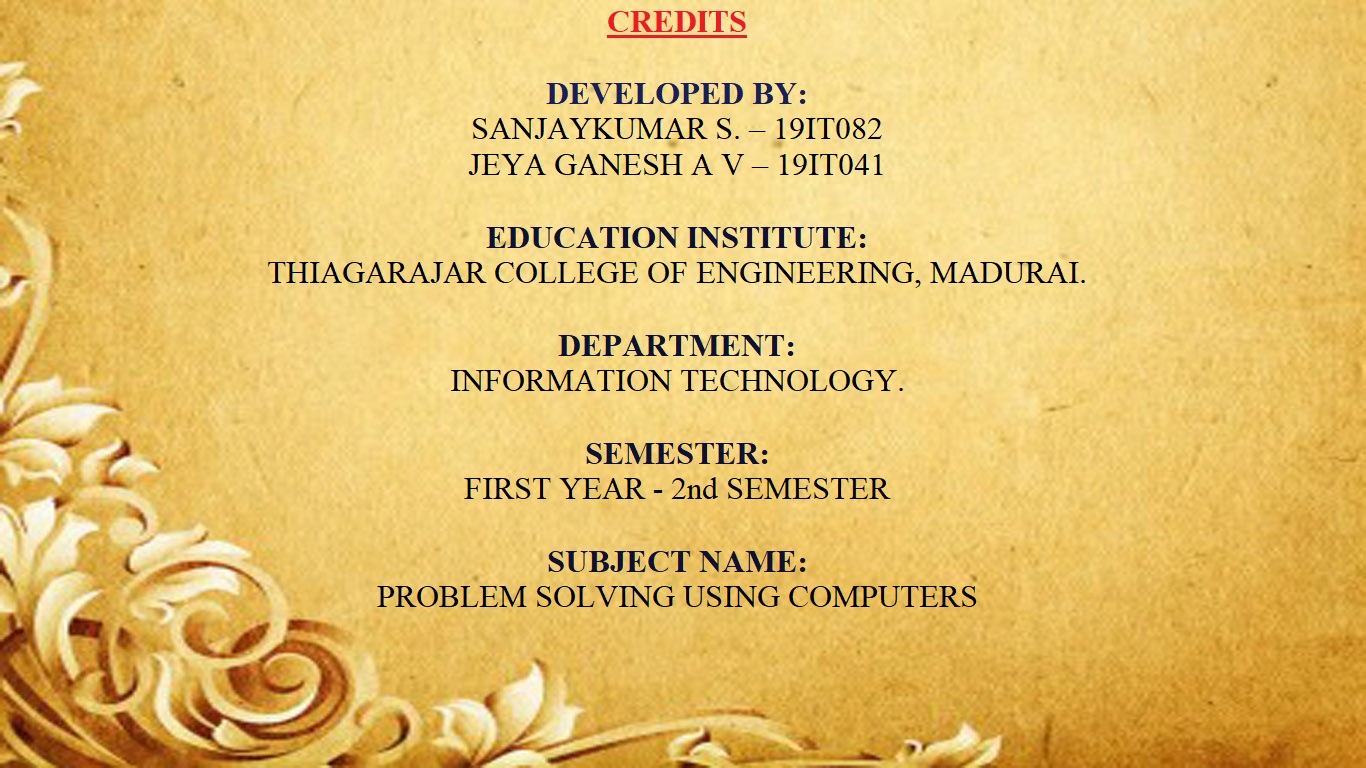 CREDITS
DEVELOPED BY:
SANJAYKUMAR S. – 19IT082
JEYA GANESH A V – 19IT041
EDUCATION INSTITUTE:
THIAGARAJAR COLLEGE OF ENGINEERING, MADURAI.
DEPARTMENT:
INFORMATION TECHNOLOGY.
SEMESTER:
FIRST YEAR - 2nd SEMESTER
SUBJECT NAME:
PROBLEM SOLVING USING COMPUTERS